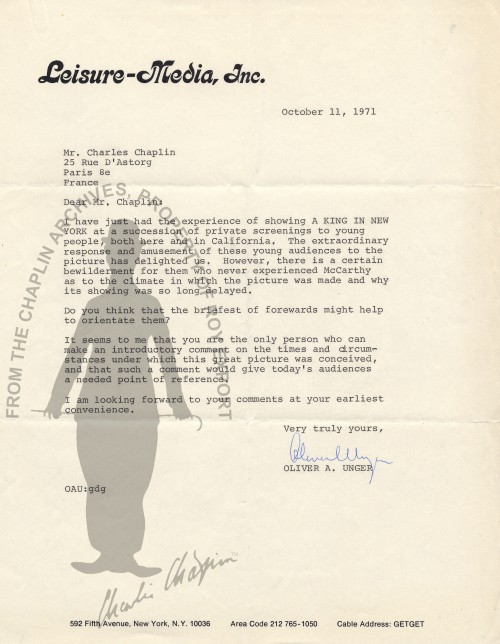 Leisure-Media, Inc.
October 11, 1971
Mr. Charles Chaplin
25 Rue D'Astorg
Paris 8e
France
Dear Mr. Chaplin:
I have just had the experience of showing A KING IN NEW
YORK at a succession of private screenings to young
people, both here and in California. The extraordinary
response and amusement of these young audiences to the
picture has delighted us. However, there is a certain
bewilderment for them who never experienced McCarthy
as to the climate in which the picture was made and why
its showing was so long delayed.
Do you think that the briefest of forewards might help
to orientate them?
It seems to me that you are the only person who can
make an introductory comment on the times and circum-
stances under which this great picture was conceived,
and that such a comment would give today's audiences
a needed point of reference.
I am looking forward to your comments at your earliest
convenience.
Very truly yours,
Oliver A Unger
OLIVER A. UNGER
OAU:gdg
592 Fifth Avenue, New York, N.Y. 10036 Area Code 212 765-1050 Cable Address: GETGET
FROM THE CHAPLIN ARCHIVES, PROPERTY OF ROY EXPORT
Charlie Chaplin